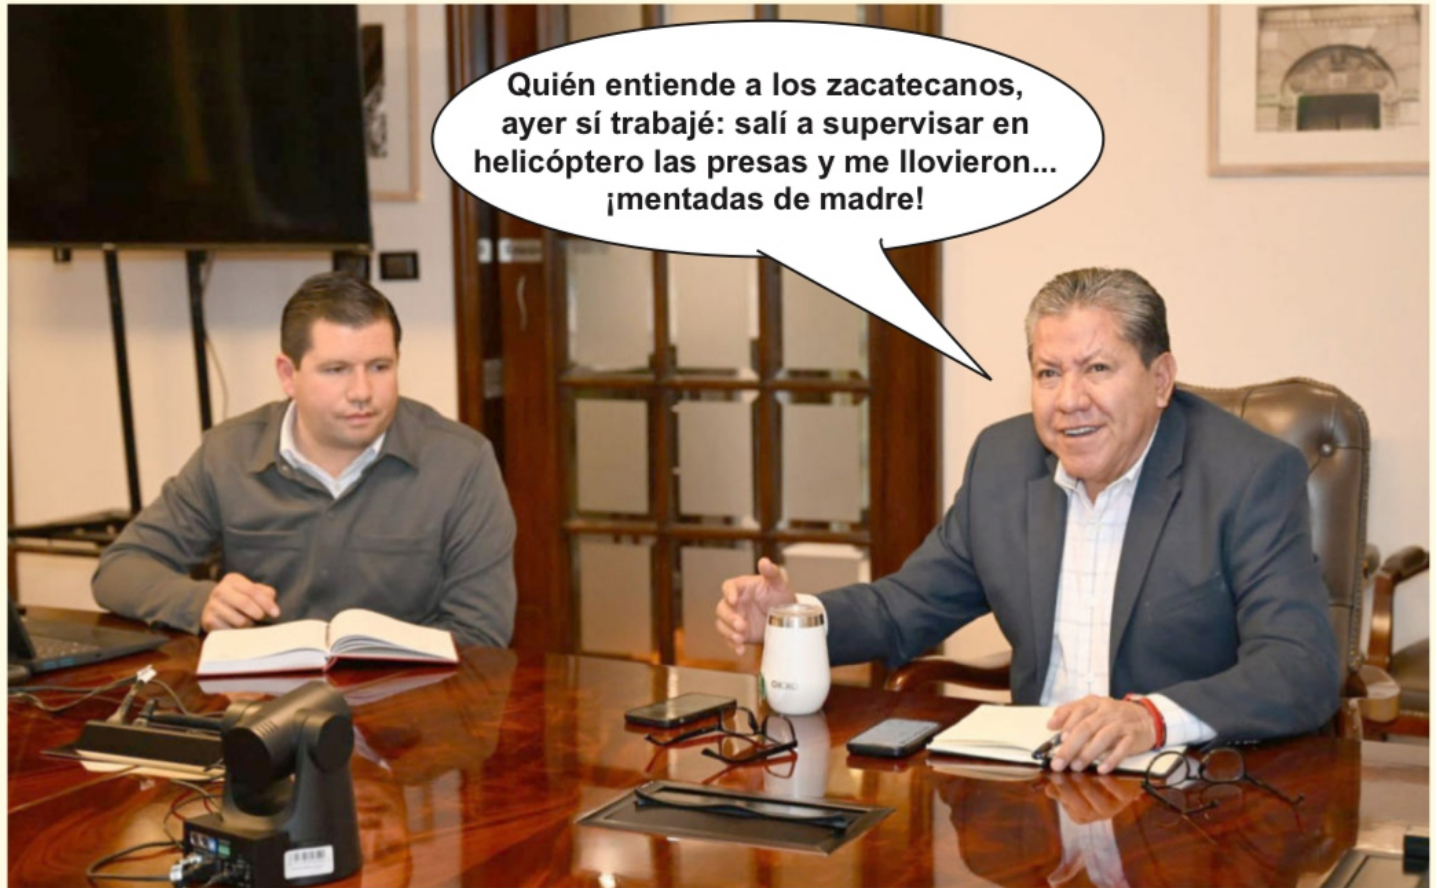 Quién entiende a los zacatecanos,
ayer sí trabajé: salí a supervisar en
helicóptero las presas y me llovieron...
¡mentadas de madre!